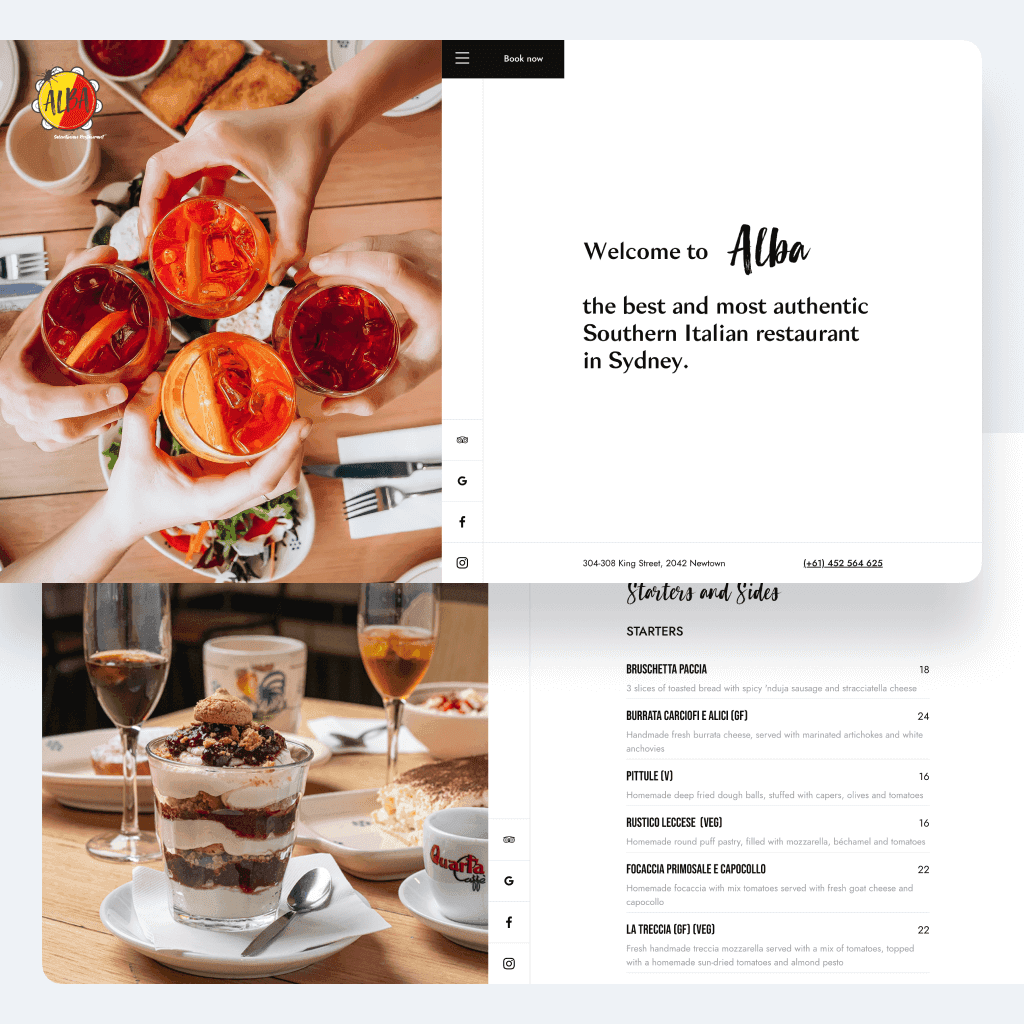 ALBA
Book now
Welcome to Alba
the best and most authentic
Southern Italian restaurant
in Sydney.
304-308 King Street, 2042 Newtown
(+61) 452 564 625
Starters and Sides
STARTERS
BRUSCHETTA PACCIA 18
3 slices of toasted bread with spicy 'nduja sausage and stracciatella cheese
BURRATA CARCIOFI E ALICI (GF) 24
Handmade fresh burrata cheese, served with marinated artichokes and white
anchovies
PITTULE (V) 16
Homemade deep fried dough balls, stuffed with capers, olives and tomatoes
RUSTICO LECCESE (VEG) 16
Homemade round puff pastry, filled with mozzarella, béchamel and tomatoes
FOCACCIA PRIMOSALE E CAPOCOLLO 22
Homemade focaccia with mix tomatoes served with fresh goat cheese and
capocollo
LA TRECCIA (GF) (VEG) 22
Fresh handmade treccia mozzarella served with a mix of tomatoes, topped
with a homemade sun-dried tomatoes and almond pesto
Quarta
Caffè